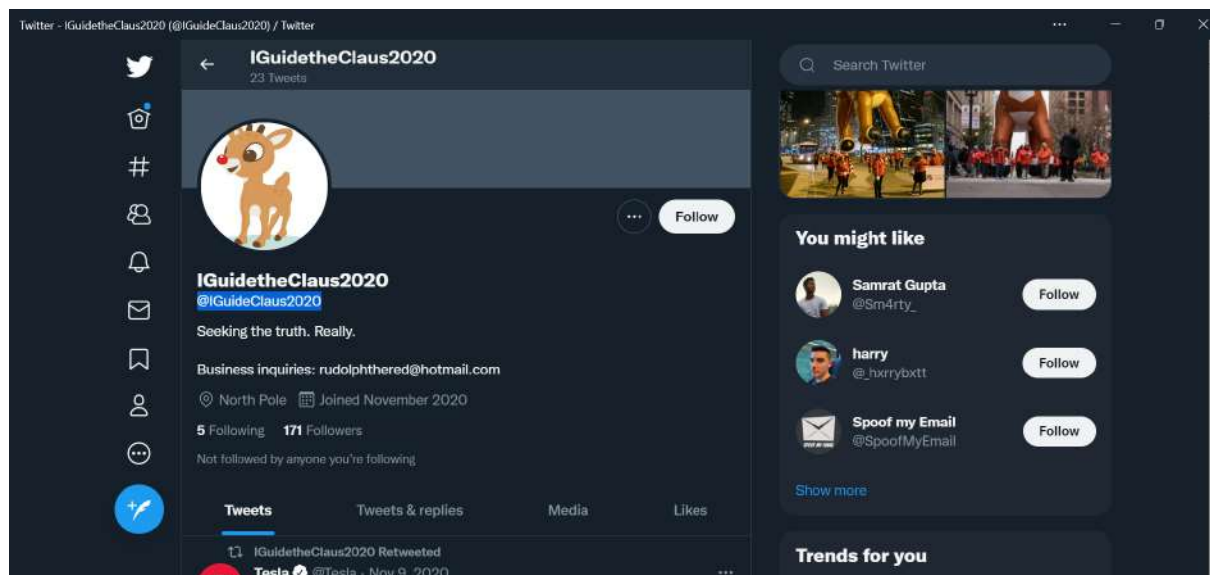 Twitter - IGuidetheClaus2020 (@IGuideClaus2020) / Twitter
IGuidetheClaus2020
23 Tweets
Follow
IGuidetheClaus2020
@IGuideClaus2020
Seeking the truth. Really.
Business inquiries: rudolphthered@hotmail.com
North Pole Joined November 2020
5 Following 171 Followers
Not followed by anyone you're following
Tweets Tweets & replies Media Likes
IGuidetheClaus2020 Retweeted
Tesla @Tesla · Nov 9, 2020
Search Twitter
You might like
Samrat Gupta
@Sm4rty_
Follow
harry
@_hxrrybxtt
Follow
Spoof my Email
@SpoofMyEmail
Follow
Show more
Trends for you